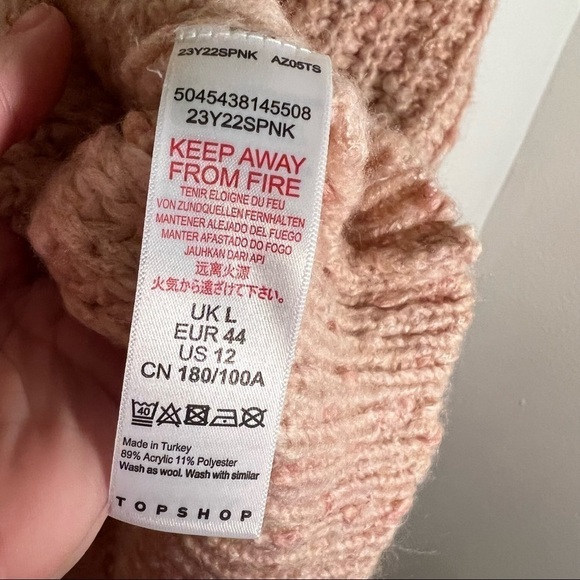 23Y22SPNK AZ05TS
5045438145508
23Y22SPNK
KEEP AWAY
FROM FIRE
TENIR ELOIGNE DU FEU
VON ZUNDQUELLEN FERNHALTEN
MANTENER ALEJADO DEL FUEGO
MANTER AFASTADO DO FOGO
JAUHKAN DARI API
远离火源
火気から遠ざけて下さい。
UK L
EUR 44
US 12
CN 180/100A
40
Made in Turkey
89% Acrylic 11% Polyester
Wash as wool. Wash with similar
TOPSHOP